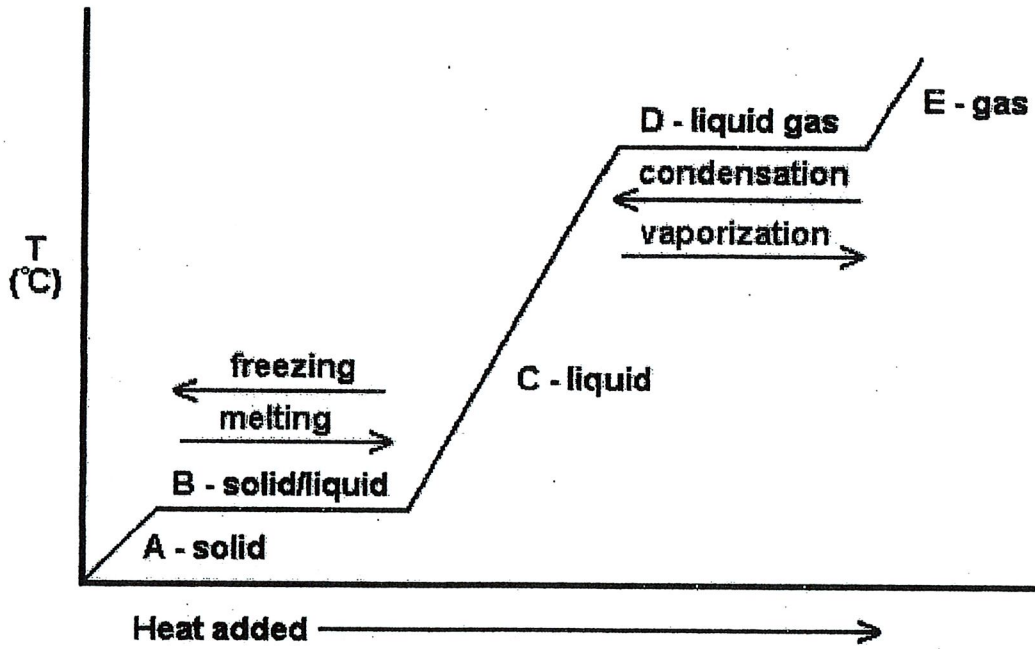 E - gas
D - liquid gas
condensation
vaporization
T
(°C)
freezing
melting
C - liquid
B - solid/liquid
A - solid
Heat added